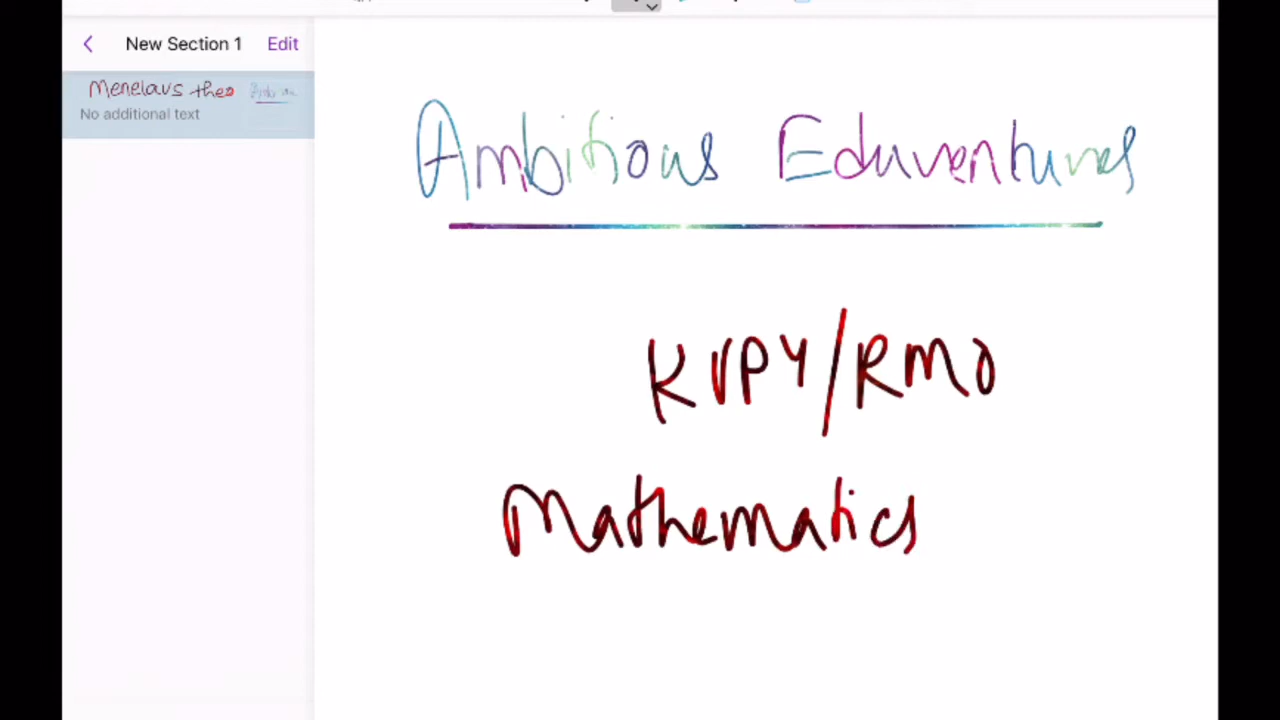 New Section 1 Edit
Menelaus theo
No additional text
Ambitious Eduventures
KVPY/RMO
Mathematics